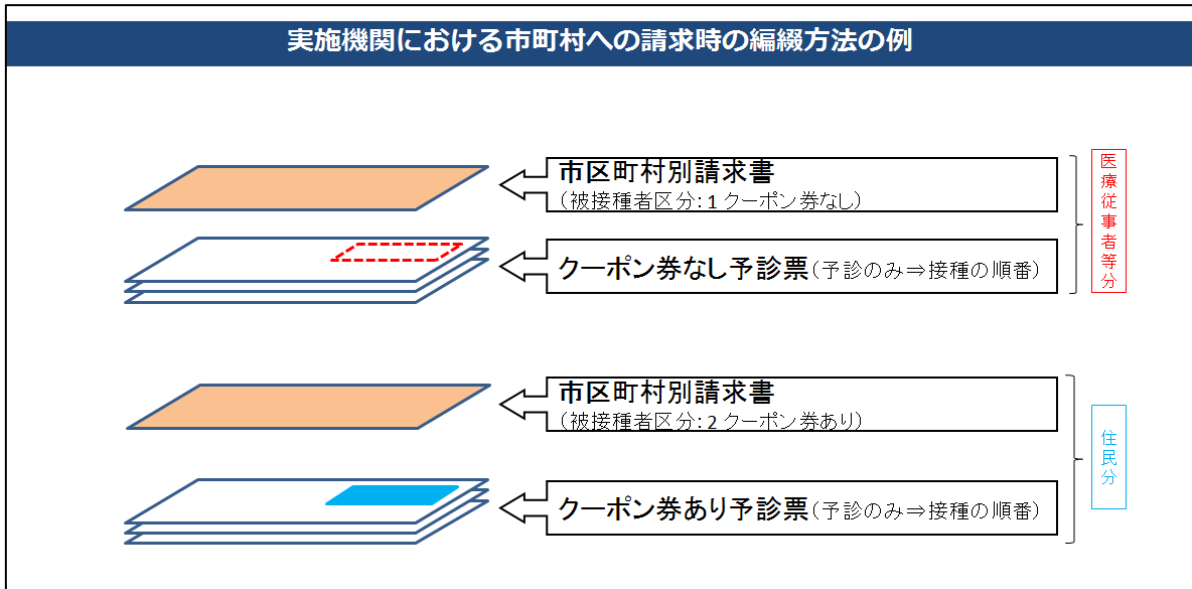 実施機関における市町村への請求時の編綴方法の例
市区町村別請求書
(被接種者区分:1 クーポン券なし)
クーポン券なし予診票(予診のみ⇒接種の順番)
医療従事者等分
市区町村別請求書
(被接種者区分:2 クーポン券あり)
クーポン券あり予診票(予診のみ⇒接種の順番)
住民分